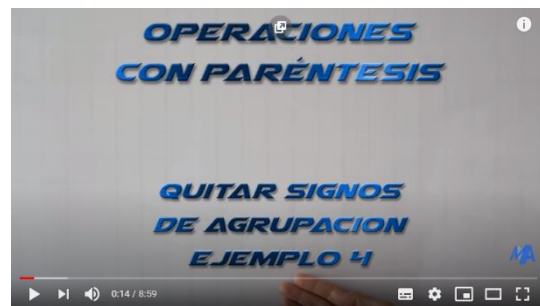 OPERACIONES
CON PARÉNTESIS
QUITAR SIGNOS
DE AGRUPACION
EJEMPLO 4
0:14 / 8:59